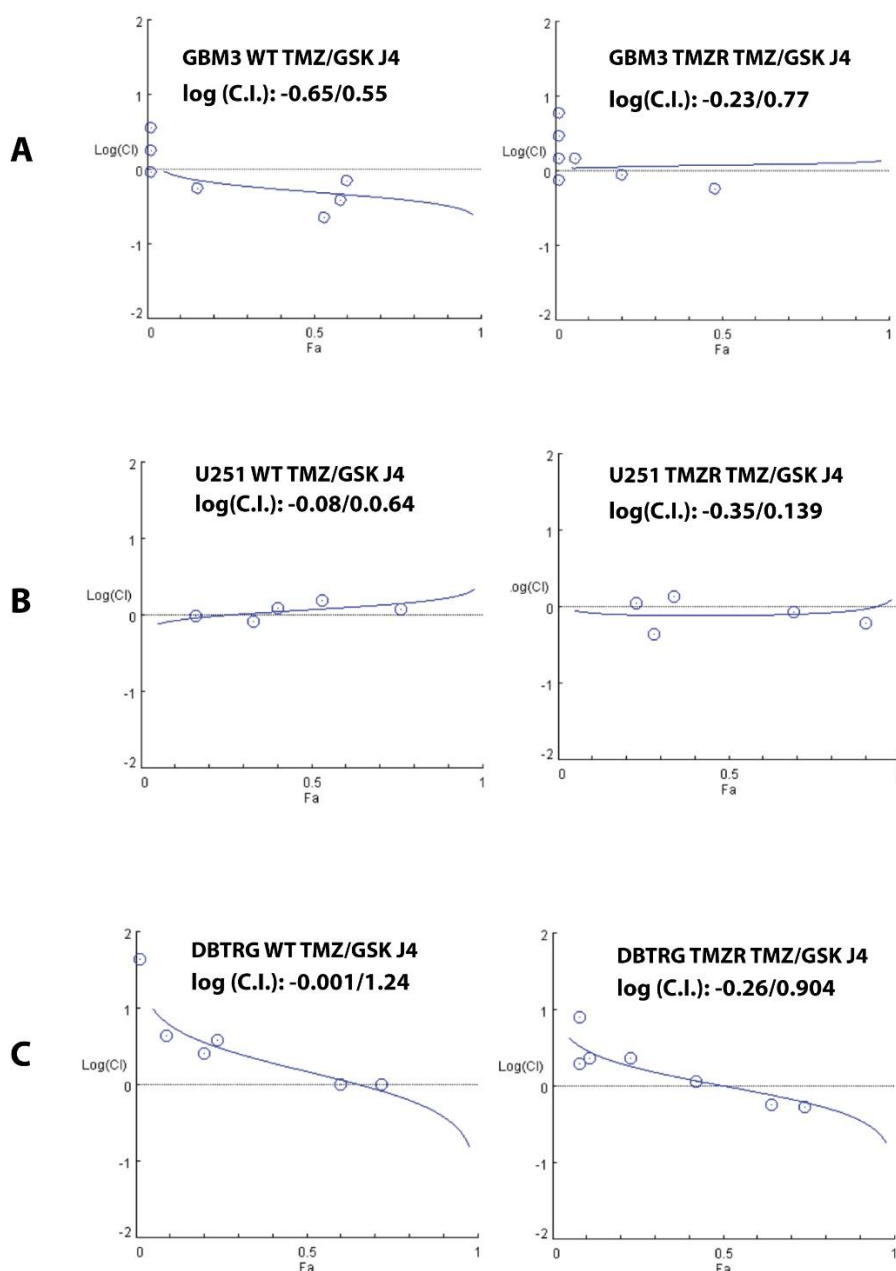 A
GBM3 WT TMZ/GSK J4
log (C.I.): -0.65/0.55
2
1
Log(CI)
0
-1
-2
0
0.5
1
Fa
GBM3 TMZR TMZ/GSK J4
log(C.I.): -0.23/0.77
2
1
Log(CI)
0
-1
-2
0
0.5
1
Fa
B
U251 WT TMZ/GSK J4
log(C.I.): -0.08/0.0.64
2
1
Log(CI)
0
-1
-2
0
0.5
1
Fa
U251 TMZR TMZ/GSK J4
log(C.I.): -0.35/0.139
2
1
.og(CI)
0
-1
-2
0
0.5
Fa
C
DBTRG WT TMZ/GSK J4
log (C.I.): -0.001/1.24
2
1
Log(CI)
0
-1
-2
0
0.5
1
Fa
DBTRG TMZR TMZ/GSK J4
log (C.I.): -0.26/0.904
2
1
Log(CI)
0
-1
-2
0
0.5
1
Fa